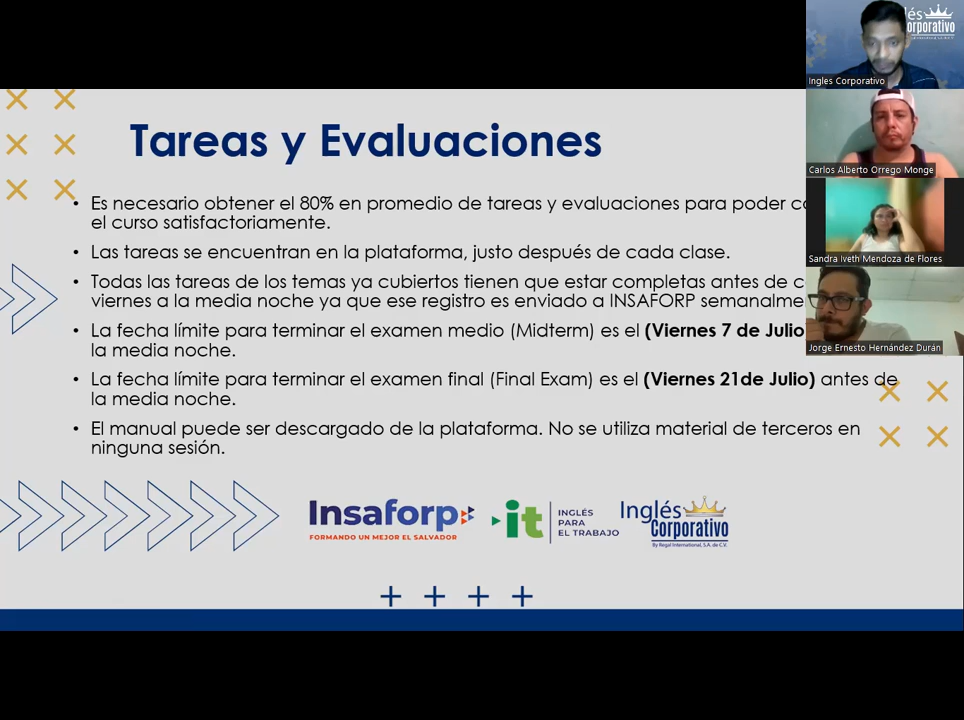 Tareas y Evaluaciones
• Es necesario obtener el 80% en promedio de tareas y evaluaciones para poder
el curso satisfactoriamente.
• Las tareas se encuentran en la plataforma, justo después de cada clase.
• Todas las tareas de los temas ya cubiertos tienen que estar completas antes de
viernes a la media noche ya que ese registro es enviado a INSAFORP
• La fecha límite para terminar el examen medio (Midterm) es el (Viernes 7 de Julio
la media noche.
• La fecha límite para terminar el examen final (Final Exam) es el (Viernes 21de Julio) antes de
la media noche.
• El manual puede ser descargado de la plataforma. No se utiliza material de terceros en
ninguna sesión.
Insaforp
FORMANDO UN MEJOR EL SALVADOR
it
INGLÉS
PARA
EL TRABAJO
Inglés
Corporativo
By Regal International, S.A. de C.V.
Ingles Corporativo
Carlos Alberto Orrego Monge
Sandra Iveth Mendoza de Flores
Jorge Ernesto Hernández Durán